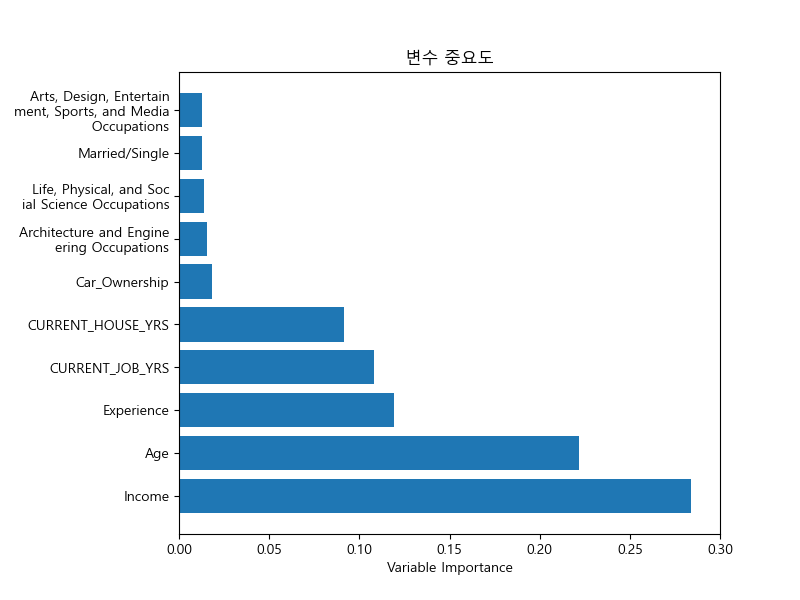 변수 중요도
Arts, Design, Entertain
ment, Sports, and Media
Occupations
Married/Single
Life, Physical, and Soc
ial Science Occupations
Architecture and Engine
ering Occupations
Car_Ownership
CURRENT_HOUSE_YRS
CURRENT_JOB_YRS
Experience
Age
Income
0.00 0.05 0.10 0.15 0.20 0.25 0.30
Variable Importance